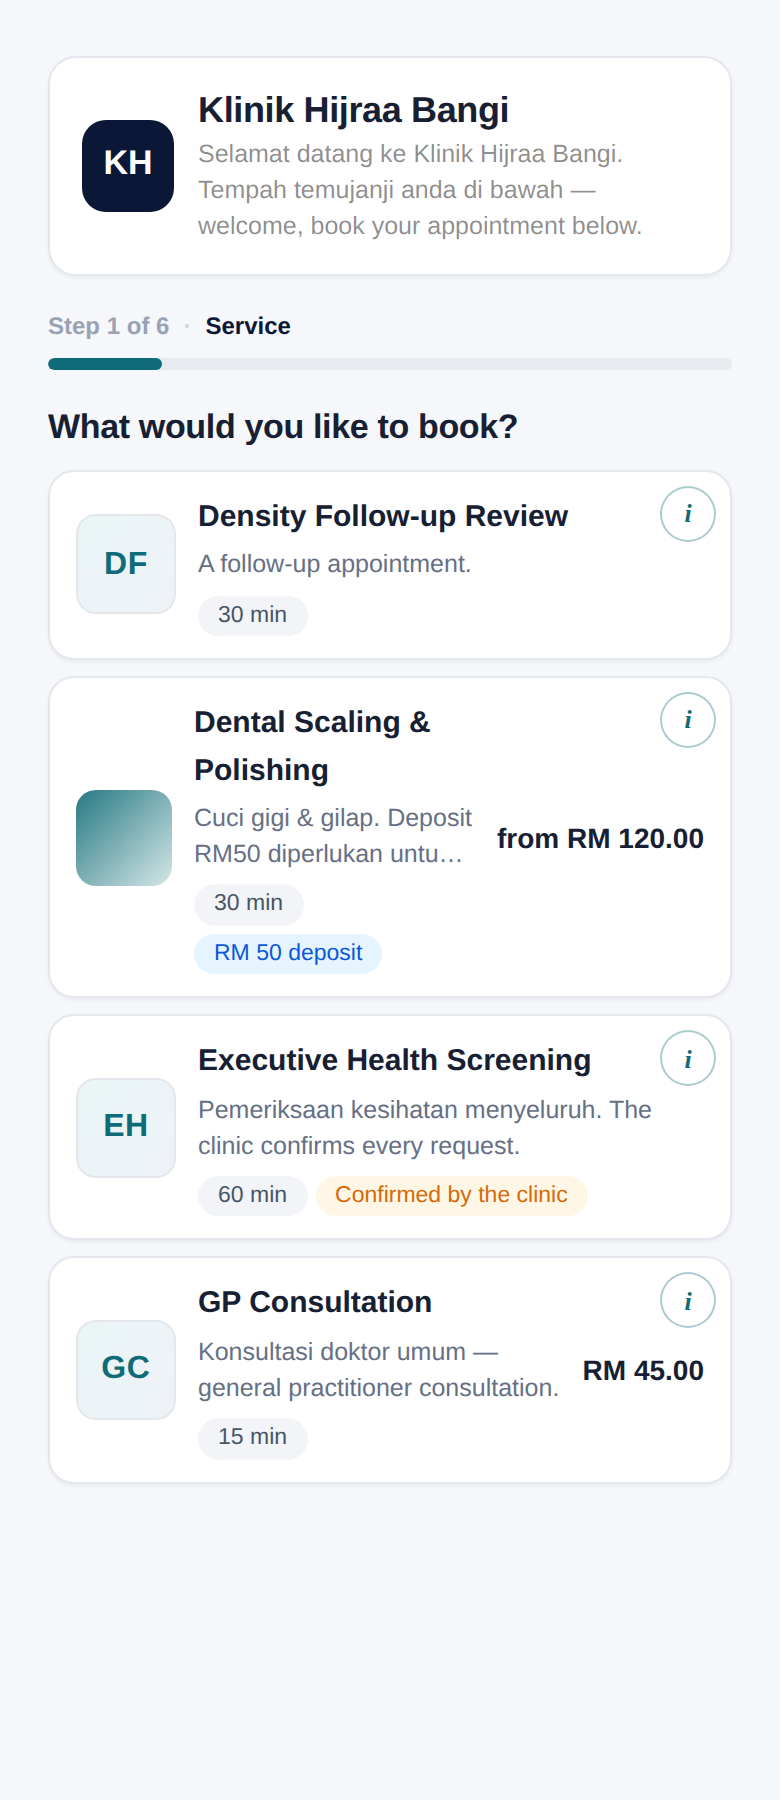 KH
Klinik Hijraa Bangi
Selamat datang ke Klinik Hijraa Bangi.
Tempah temujanji anda di bawah —
welcome, book your appointment below.
Step 1 of 6 · Service
What would you like to book?
DF
Density Follow-up Review
i
A follow-up appointment.
30 min
Dental Scaling &
Polishing
i
Cuci gigi & gilap. Deposit
RM50 diperlukan untu…
from RM 120.00
30 min
RM 50 deposit
EH
Executive Health Screening
i
Pemeriksaan kesihatan menyeluruh. The
clinic confirms every request.
60 min
Confirmed by the clinic
GC
GP Consultation
i
Konsultasi doktor umum —
general practitioner consultation.
RM 45.00
15 min